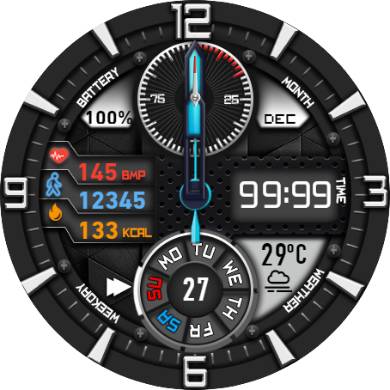 12
BATTERY
MONTH
100%
75
25
DEC
145 BMP
12345
133 KCAL
99:99
TIME
9
3
29°C
WEEKDAY
WEATHER
MO TU WE TH FR SA SU
27
6